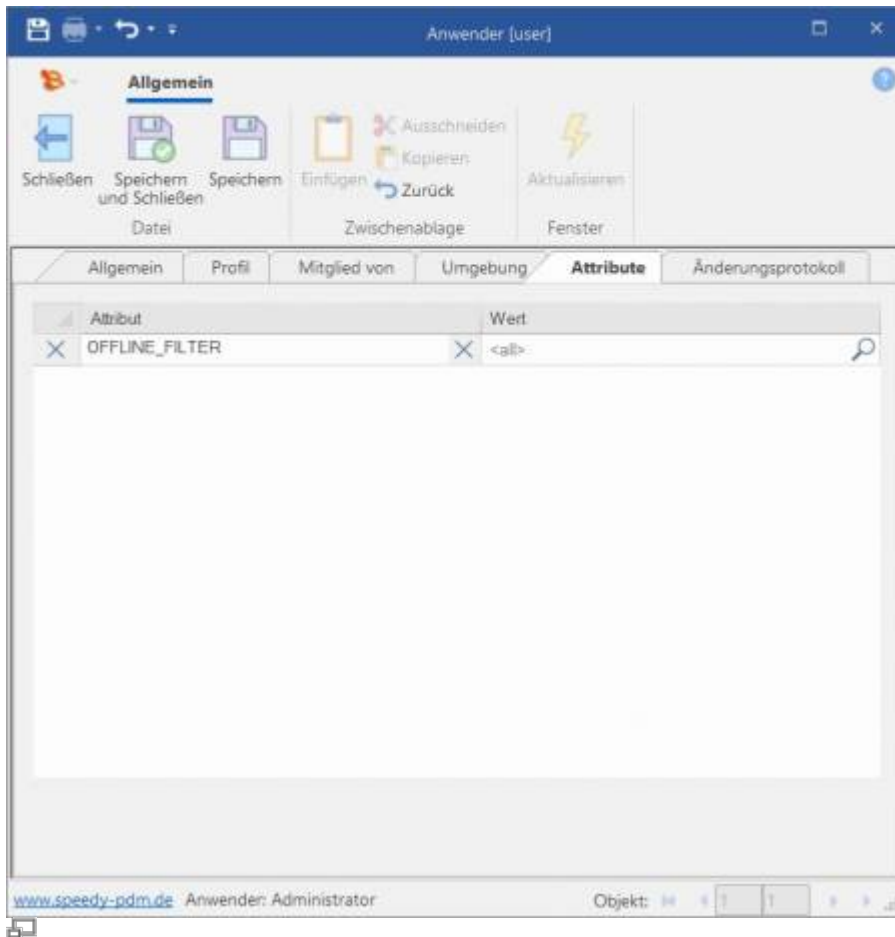 Anwender [user]
Allgemein
Schließen
Speichern und Schließen
Speichern
Einfügen
Ausschneiden
Kopieren
Zurück
Aktualisieren
Datei
Zwischenablage
Fenster
Allgemein
Profil
Mitglied von
Umgebung
Attribute
Änderungsprotokoll
Attribut
Wert
OFFLINE_FILTER
<all>
www.speedy-pdm.de Anwender: Administrator
Objekt: 1 1